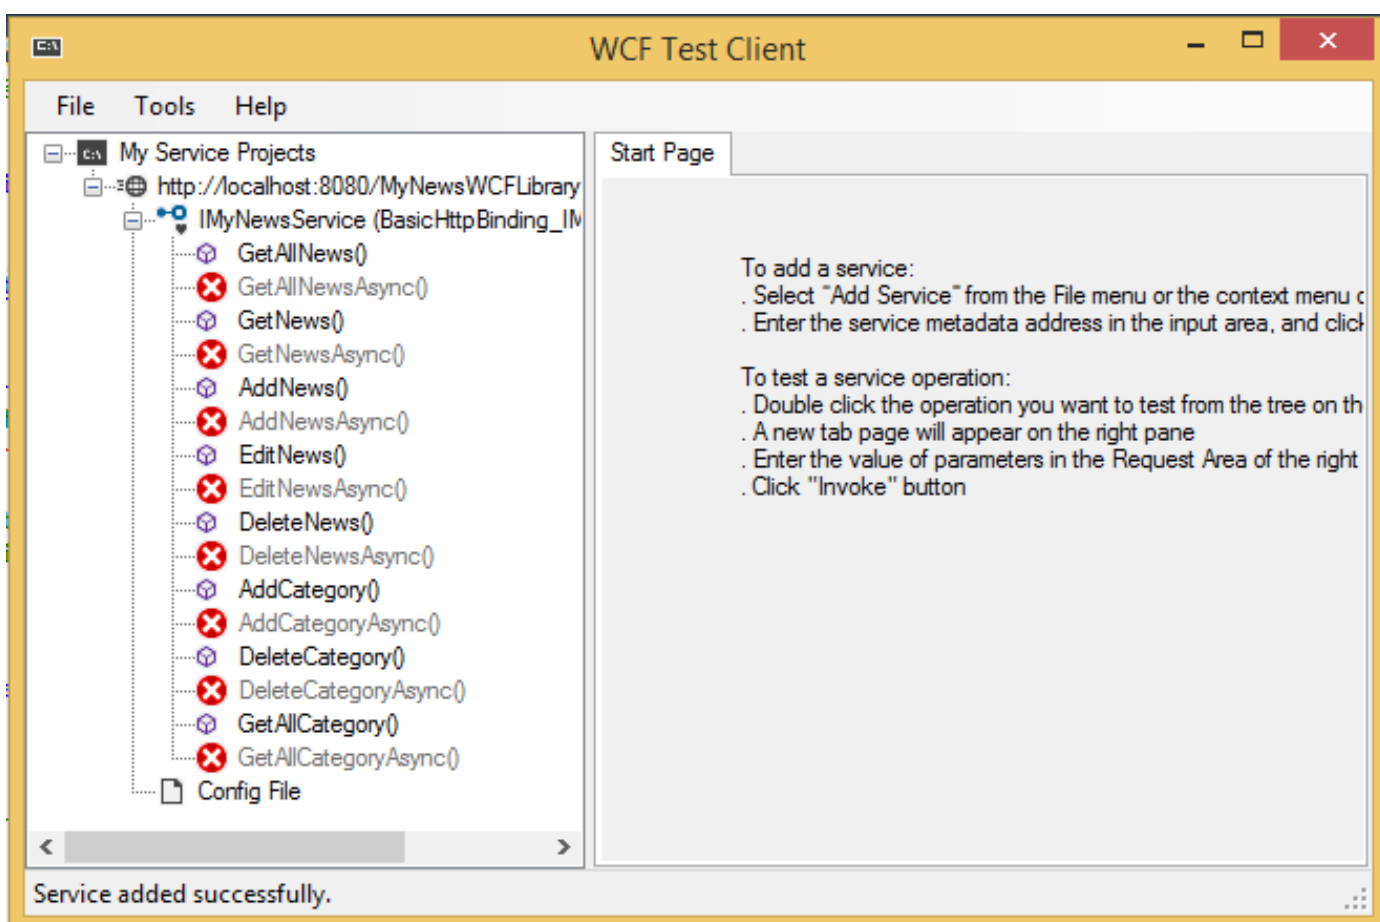 WCF Test Client
File Tools Help
My Service Projects
http://localhost:8080/MyNewsWCFLibrary
IMyNewsService (BasicHttpBinding_IM
GetAllNews()
GetAllNewsAsync()
GetNews()
GetNewsAsync()
AddNews()
AddNewsAsync()
EditNews()
EditNewsAsync()
DeleteNews()
DeleteNewsAsync()
AddCategory()
AddCategoryAsync()
DeleteCategory()
DeleteCategoryAsync()
GetAllCategory()
GetAllCategoryAsync()
Config File
Start Page
To add a service:
. Select "Add Service" from the File menu or the context menu
. Enter the service metadata address in the input area, and click
To test a service operation:
. Double click the operation you want to test from the tree on th
. A new tab page will appear on the right pane
. Enter the value of parameters in the Request Area of the right
. Click "Invoke" button
Service added successfully.